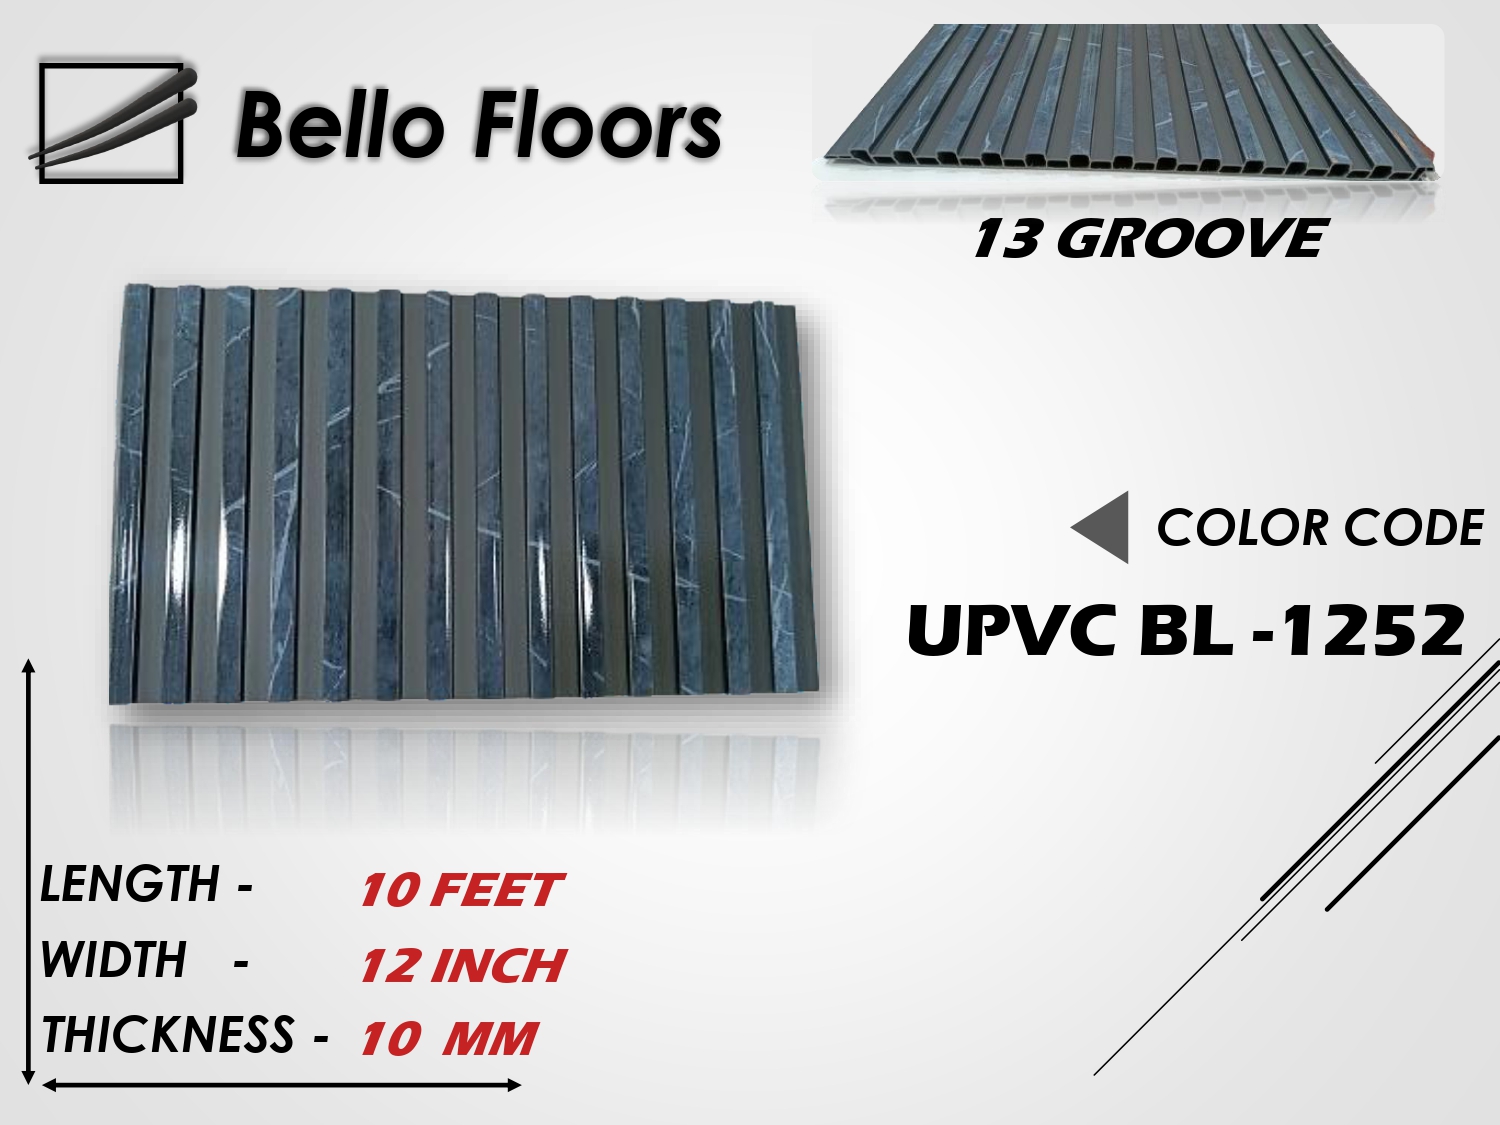 Bello Floors
13 GROOVE
COLOR CODE
UPVC BL -1252
LENGTH - 10 FEET
WIDTH - 12 INCH
THICKNESS - 10 MM